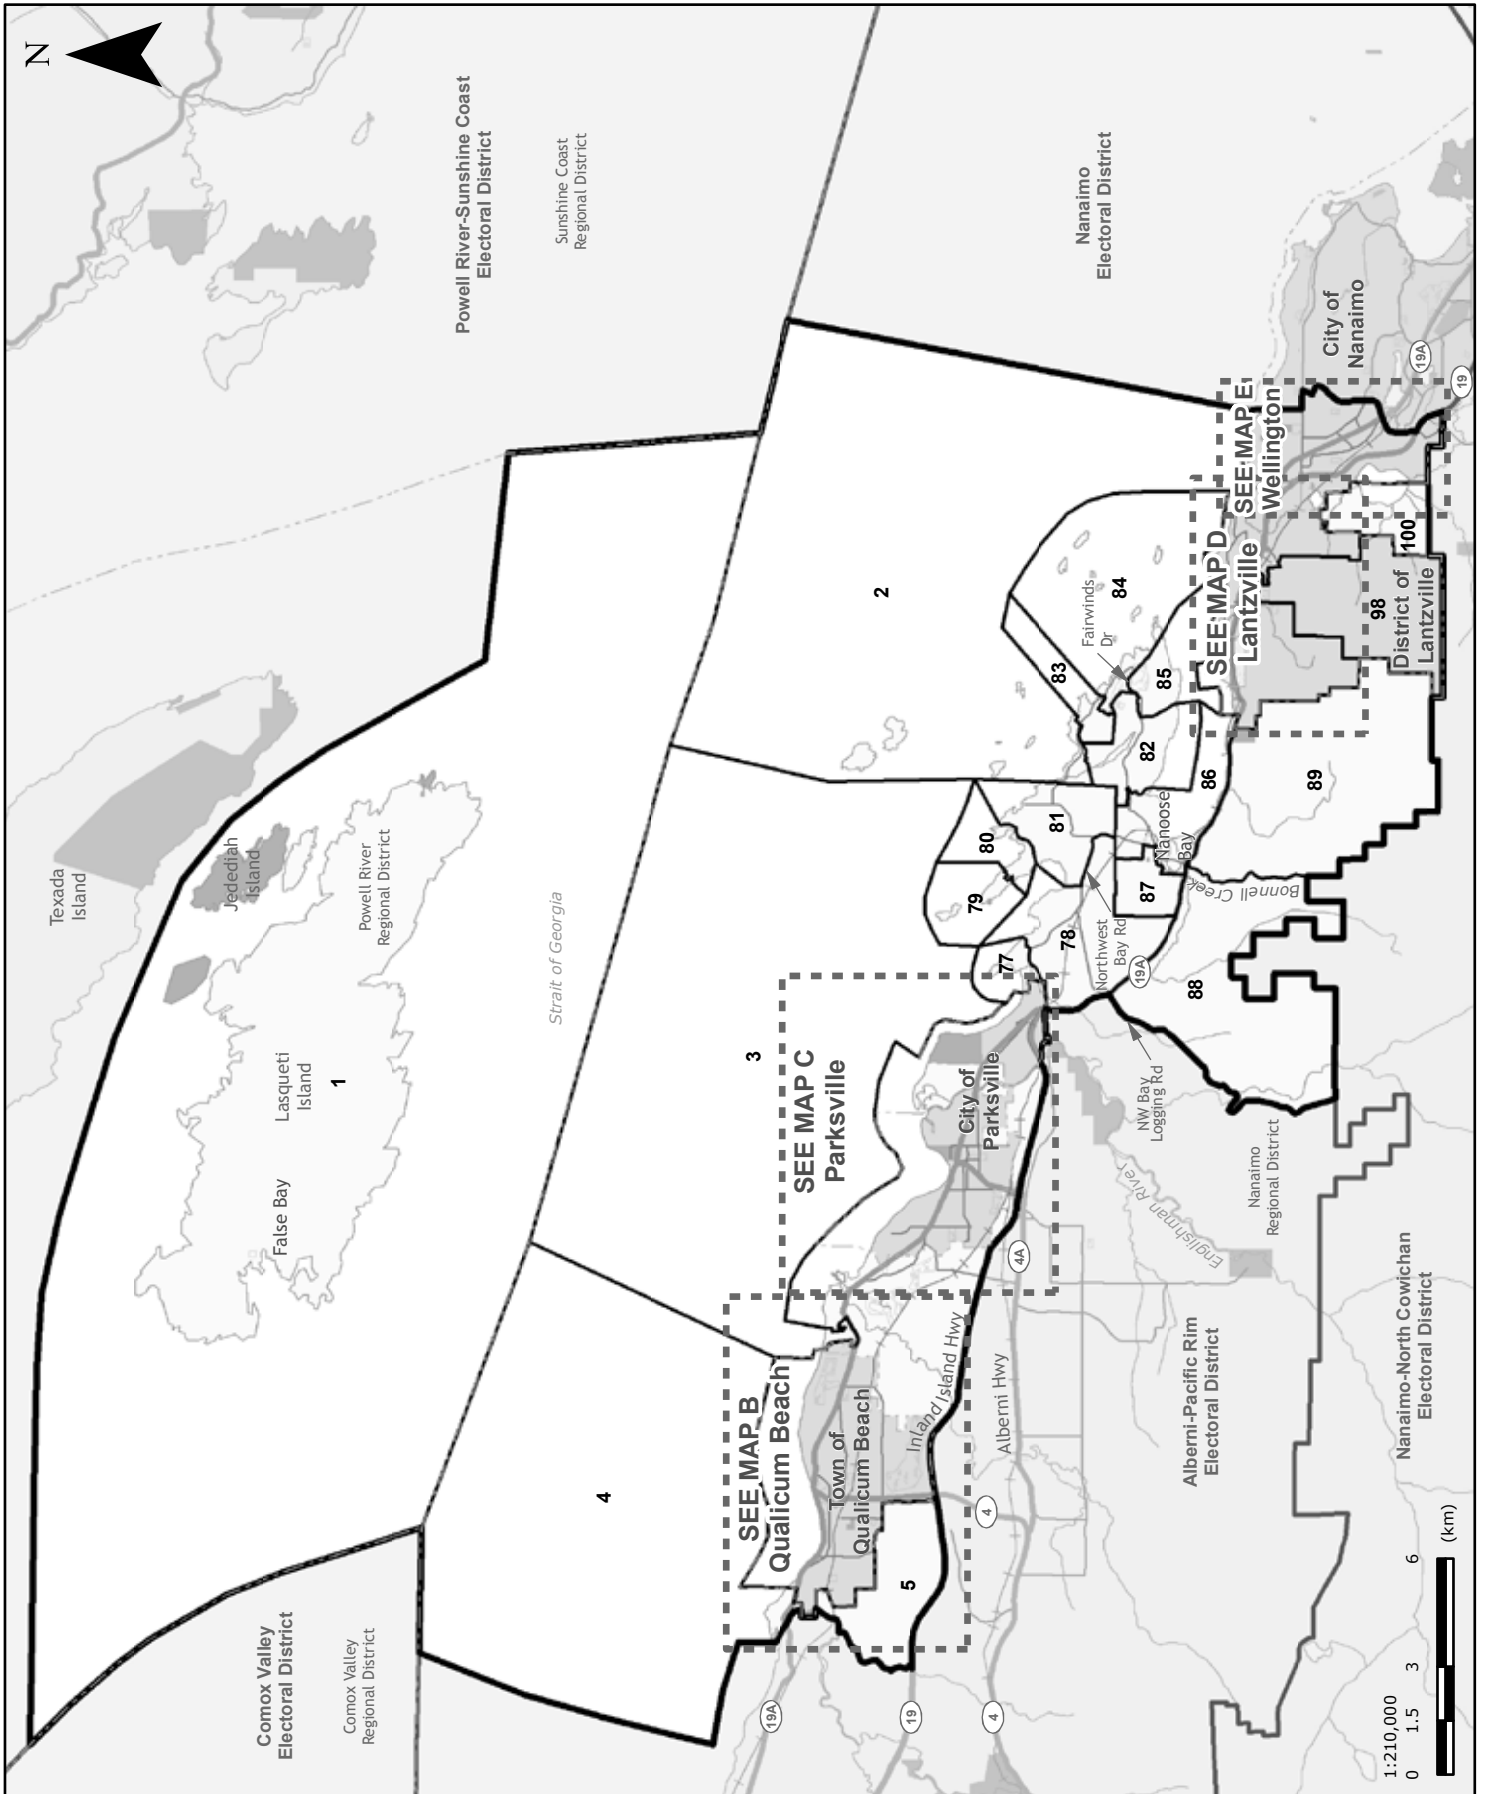 N
Powell River-Sunshine Coast
Electoral District
Sunshine Coast
Regional District
Nanaimo
Electoral District
City of
Nanaimo
19A
19
SEE MAP E
Wellington
2
84
Fairwinds
Dr
83
85
SEE MAP D
Lantzville
100
98
District of
Lantzville
82
86
89
Nanoose
Bay
81
80
87
Bonnell Creek
79
78
Northwest
Bay Rd
77
19A
88
Texada
Island
Jedediah
Island
Powell River
Regional District
Strait of Georgia
Lasqueti
Island
1
False Bay
3
SEE MAP C
Parksville
City of
Parksville
NW Bay
Logging Rd
Nanaimo
Regional District
Englishman River
4A
Inland Island Hwy
Alberni Hwy
Alberni-Pacific Rim
Electoral District
Nanaimo-North Cowichan
Electoral District
4
SEE MAP B
Qualicum Beach
Town of
Qualicum Beach
4
5
Comox Valley
Electoral District
Comox Valley
Regional District
19A
19
4
1:210,000
0 1.5 3 6 (km)